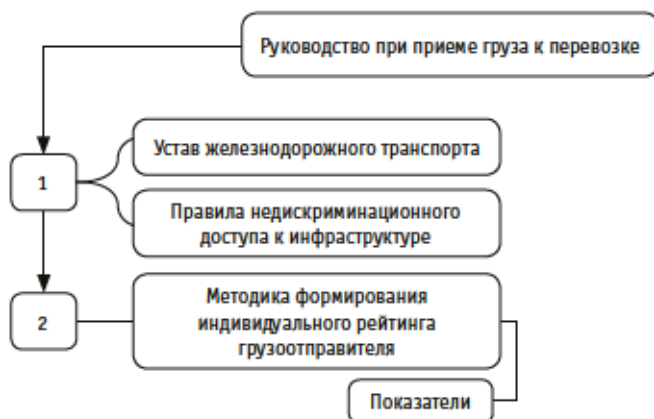 Руководство при приеме груза к перевозке
1
Устав железнодорожного транспорта
Правила недискриминационного
доступа к инфраструктуре
2
Методика формирования
индивидуального рейтинга
грузоотправителя
Показатели